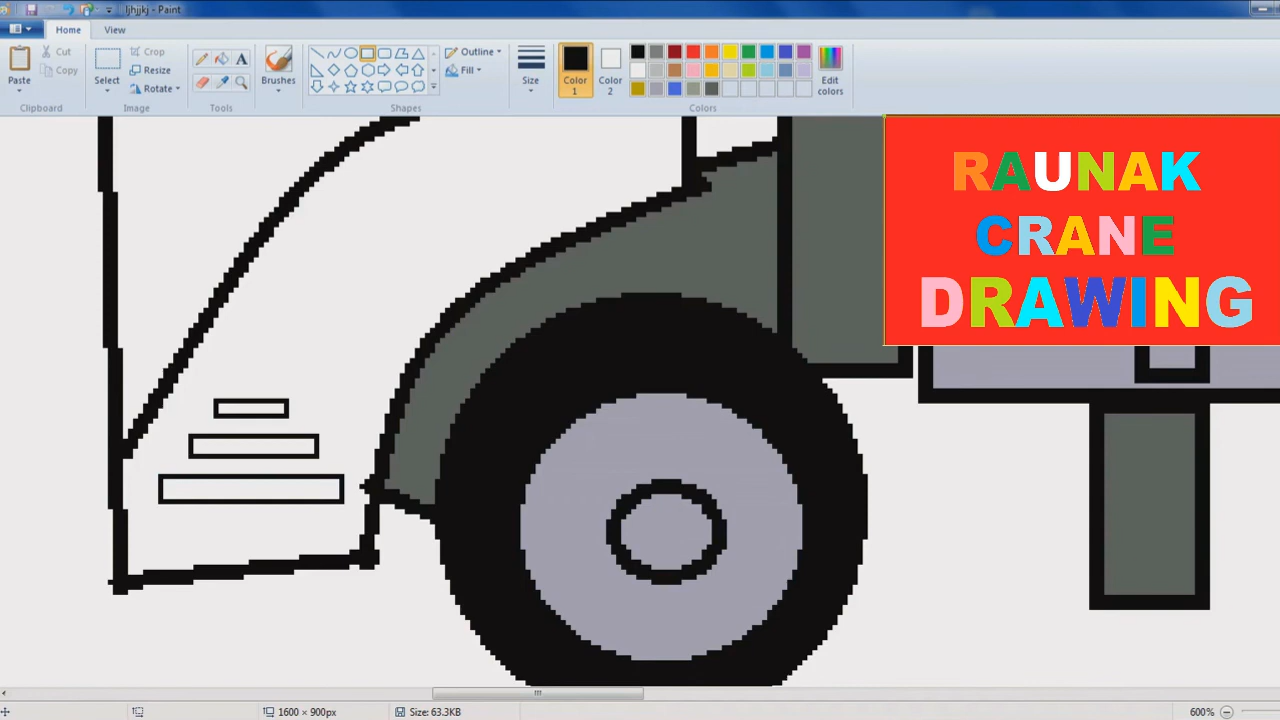 ljhjjkj - Paint
Home View
Paste
Cut
Copy
Clipboard
Select
Crop
Resize
Rotate
Image
A
Tools
Brushes
Shapes
Outline
Fill
Size
Color
1
Color
2
Edit
colors
Colors
RAUNAK
CRANE
DRAWING
1600 × 900px
Size: 63.3KB
600%